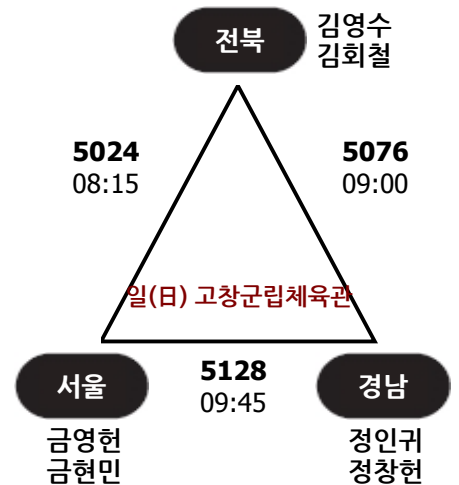 전북
김영수
김회철
5024
08:15
5076
09:00
일(日) 고창군립체육관
서울
5128
09:45
경남
금영헌
금현민
정인귀
정창헌